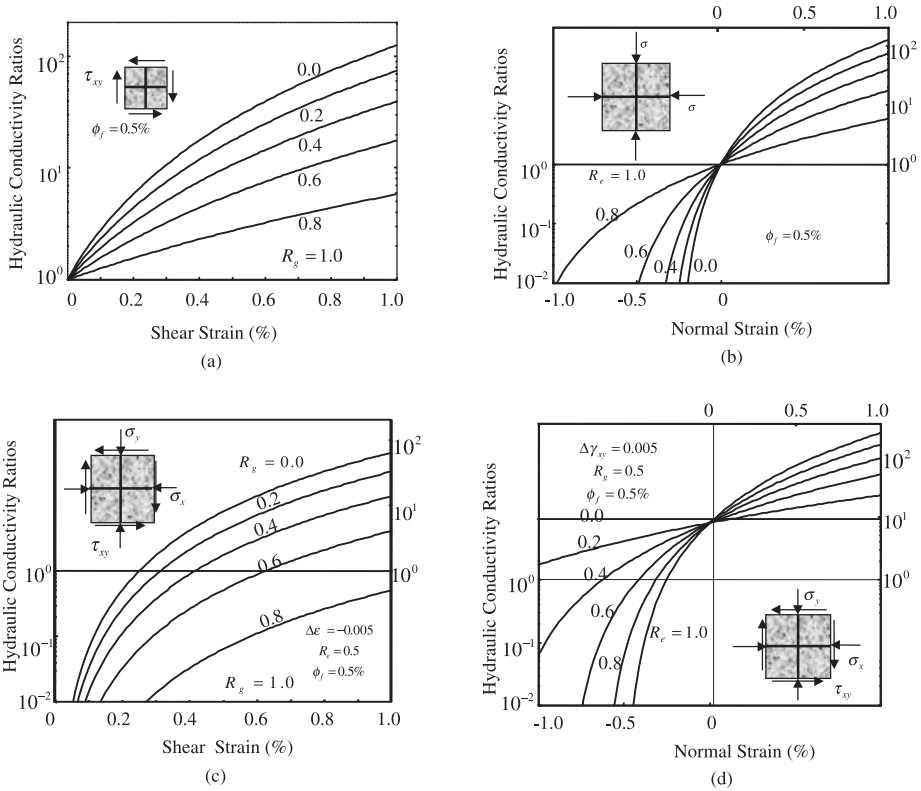 Hydraulic Conductivity Ratios
10^2
10^1
10^0
τ_xy
φ_f = 0.5%
0.0
0.2
0.4
0.6
0.8
R_g = 1.0
0 0.2 0.4 0.6 0.8 1.0
Shear Strain (%)
(a)
0 0.5 1.0
Hydraulic Conductivity Ratios
10^2
10^1
10^0
10^0
10^-1
10^-2
σ
σ
R_e = 1.0
0.8
0.6
0.4
0.0
φ_f = 0.5%
-1.0 -0.5 0
Normal Strain (%)
(b)
Hydraulic Conductivity Ratios
10^2
10^1
10^0
10^0
10^-1
10^-2
σ_y
σ_x
τ_xy
R_g = 0.0
0.2
0.4
0.6
0.8
Δε = -0.005
R_e = 0.5
φ_f = 0.5%
R_g = 1.0
0 0.2 0.4 0.6 0.8 1.0
Shear Strain (%)
(c)
0 0.5 1.0
Hydraulic Conductivity Ratios
10^2
10^1
10^0
10^0
10^-1
10^-2
Δγ_xy = 0.005
R_g = 0.5
φ_f = 0.5%
0.0
0.2
0.4
0.6
0.8
R_e = 1.0
σ_y
σ_x
τ_xy
-1.0 -0.5 0
Normal Strain (%)
(d)